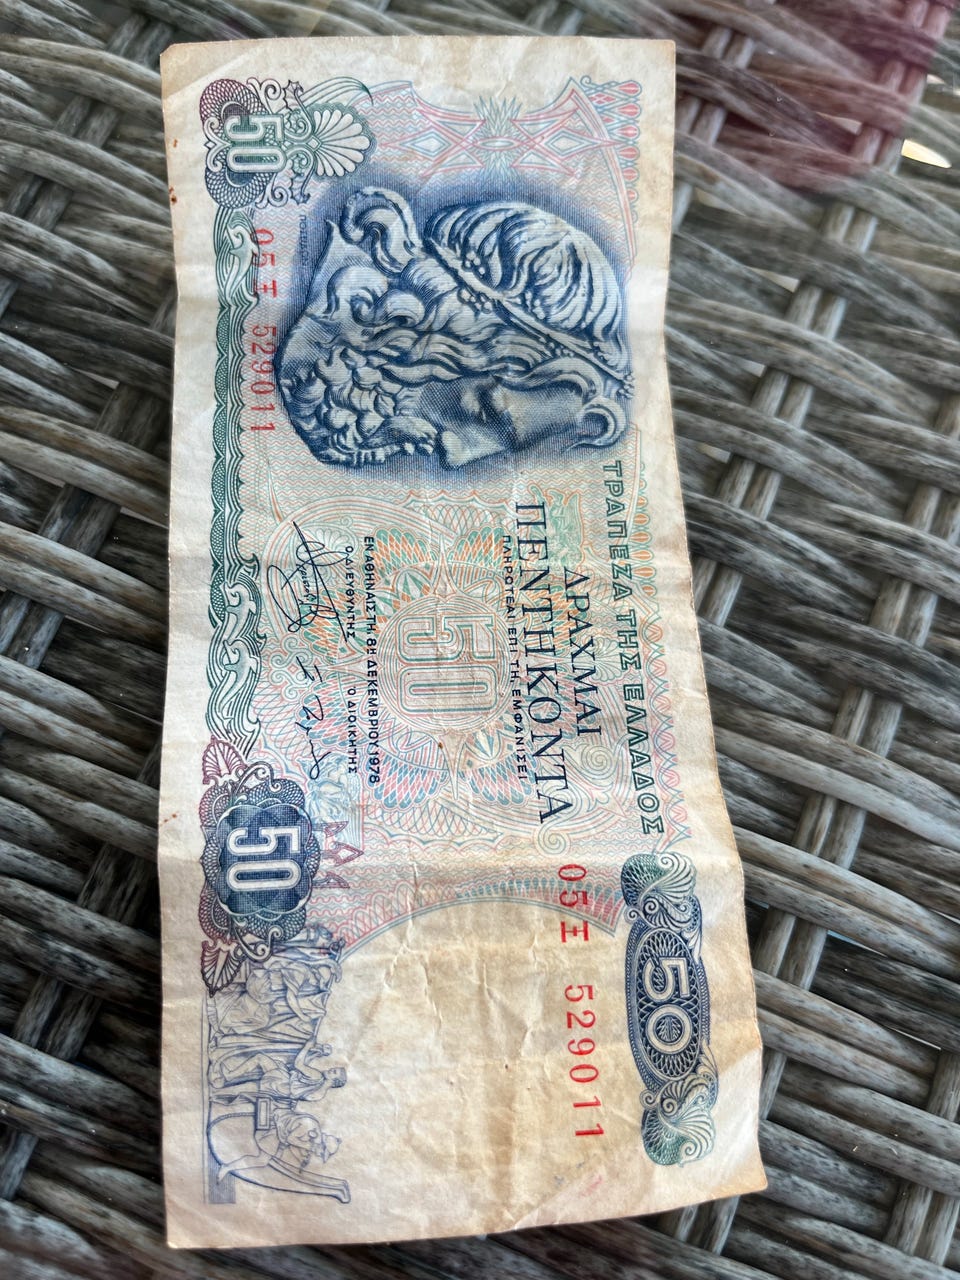 ΤΡΑΠΕΖΑ ΤΗΣ ΕΛΛΑΔΟΣ
50
ΔΡΑΧΜΑΙ
ΠΕΝΤΗΚΟΝΤΑ
ΠΛΗΡΩΤΕΑΙ ΕΠΙ ΤΗ, ΕΜΦΑΝΙΣΕΙ
05Ξ 529011
50
ΕΝ ΑΘΗΝΑΙΣ ΤΗ, 8Η ΔΕΚΕΜΒΡΙΟΥ 1978
Ο ΔΙΕΥΘΥΝΤΗΣ Ο ΔΙΟΙΚΗΤΗΣ
ΠΟΣΕΙΔΩΝ
05Ξ 529011
50
50